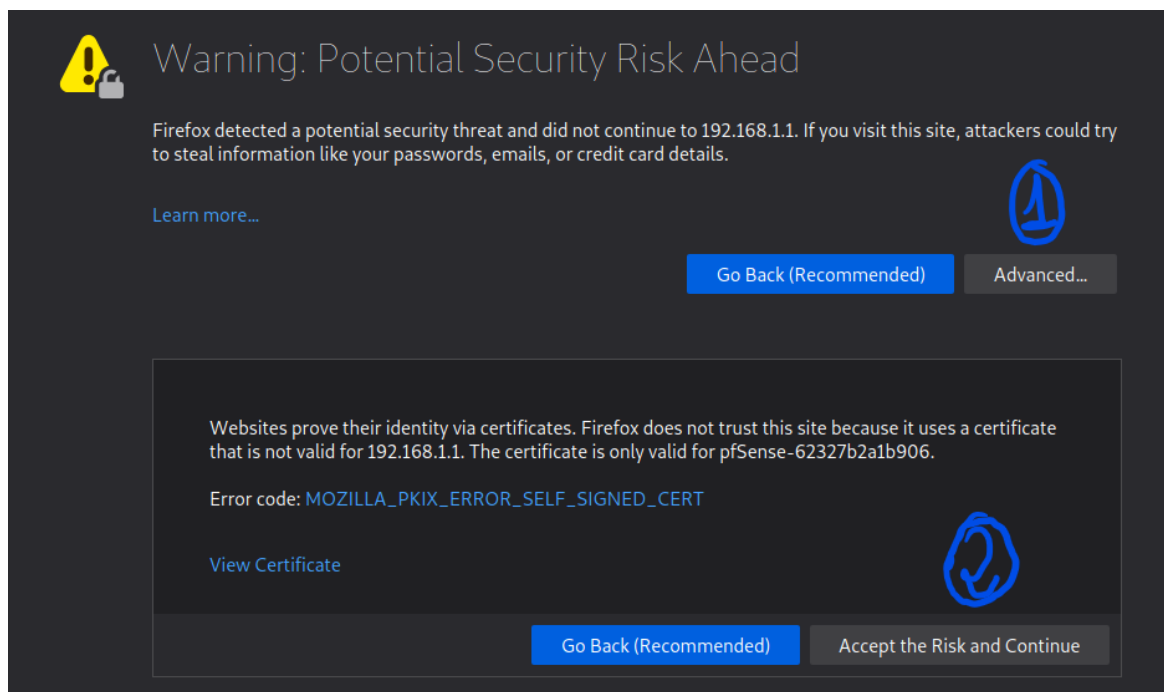 Warning: Potential Security Risk Ahead
Firefox detected a potential security threat and did not continue to 192.168.1.1. If you visit this site, attackers could try
to steal information like your passwords, emails, or credit card details.
1
Learn more...
Go Back (Recommended) Advanced...
Websites prove their identity via certificates. Firefox does not trust this site because it uses a certificate
that is not valid for 192.168.1.1. The certificate is only valid for pfSense-62327b2a1b906.
Error code: MOZILLA_PKIX_ERROR_SELF_SIGNED_CERT
2
View Certificate
Go Back (Recommended) Accept the Risk and Continue